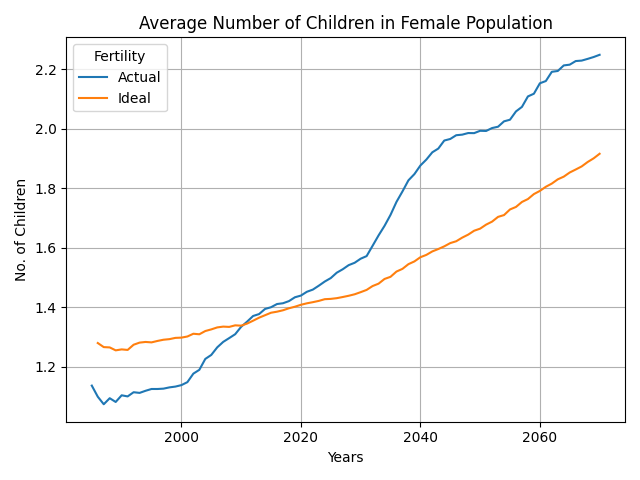 Average Number of Children in Female Population
Fertility
Actual
Ideal
No. of Children
2.2
2.0
1.8
1.6
1.4
1.2
2000 2020 2040 2060
Years